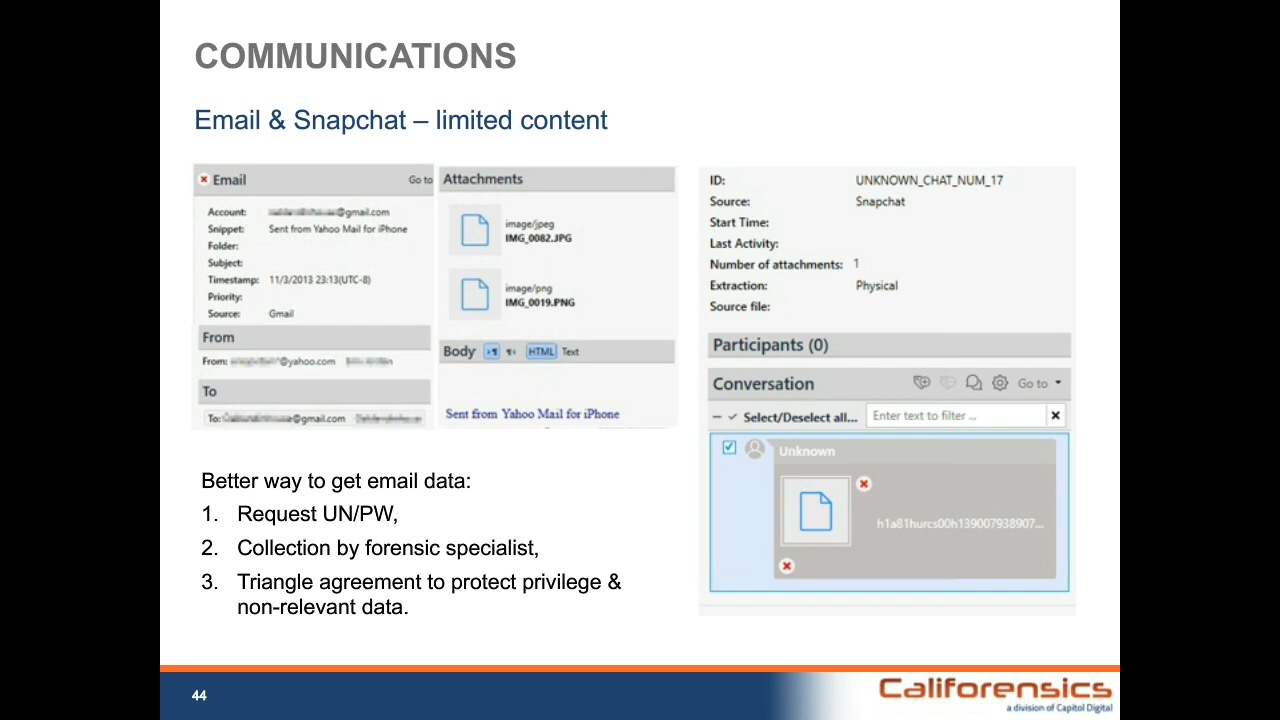 COMMUNICATIONS
Email & Snapchat – limited content
Email Go to
Account: @gmail.com
Snippet: Sent from Yahoo Mail for iPhone
Folder:
Subject:
Timestamp: 11/3/2013 23:13(UTC-8)
Priority:
Source: Gmail
From
From: @yahoo.com
To
To: @gmail.com
Attachments
image/jpeg
IMG_0082.JPG
image/png
IMG_0019.PNG
Body HTML Text
Sent from Yahoo Mail for iPhone
ID: UNKNOWN_CHAT_NUM_17
Source: Snapchat
Start Time:
Last Activity:
Number of attachments: 1
Extraction: Physical
Source file:
Participants (0)
Conversation Go to
Select/Deselect all... Enter text to filter ...
Unknown
h1a81hurcs00h139007938907...
Better way to get email data:
1. Request UN/PW,
2. Collection by forensic specialist,
3. Triangle agreement to protect privilege &
non-relevant data.
44
Califorensics
a division of Capitol Digital